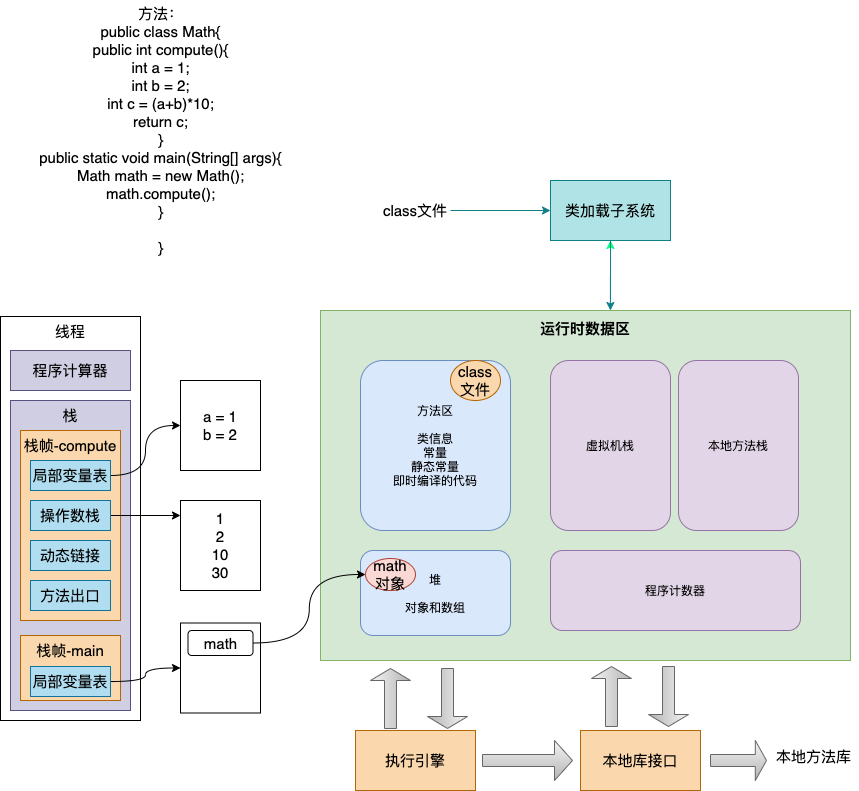 方法：
public class Math{
public int compute(){
int a = 1;
int b = 2;
int c = (a+b)*10;
return c;
}
public static void main(String[] args){
Math math = new Math();
math.compute();
}
}
class文件
类加载子系统
线程
程序计算器
栈
栈帧-compute
局部变量表
操作数栈
动态链接
方法出口
栈帧-main
局部变量表
a = 1
b = 2
1
2
10
30
math
运行时数据区
class
文件
方法区
类信息
常量
静态常量
即时编译的代码
虚拟机栈
本地方法栈
math
对象
堆
对象和数组
程序计数器
执行引擎
本地库接口
本地方法库